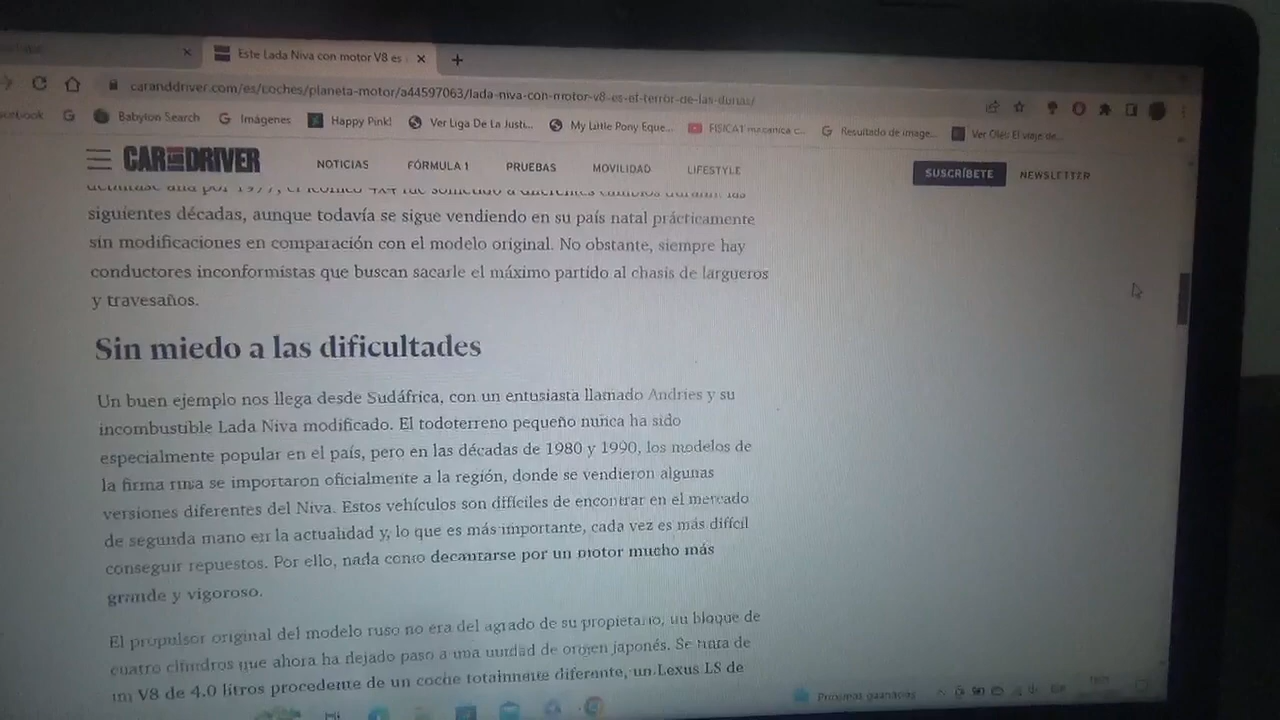 Este Lada Niva con motor V8 es
caranddriver.com/es/coches/planeta-motor/a44597063/lada-niva-con-motor-v8-es-el-terror-de-las-dunas/
Babylon Search Imágenes Happy Pink! Ver Liga De La Justi... My Little Pony Eque... FISICA1 mecanica c... Resultado de image... Ver Olés: El viaje de...
CAR AND DRIVER NOTICIAS FÓRMULA 1 PRUEBAS MOVILIDAD LIFESTYLE SUSCRÍBETE NEWSLETTER
siguientes décadas, aunque todavía se sigue vendiendo en su país natal prácticamente
sin modificaciones en comparación con el modelo original. No obstante, siempre hay
conductores inconformistas que buscan sacarle el máximo partido al chasis de largueros
y travesaños.
Sin miedo a las dificultades
Un buen ejemplo nos llega desde Sudáfrica, con un entusiasta llamado Andries y su
incombustible Lada Niva modificado. El todoterreno pequeño nunca ha sido
especialmente popular en el país, pero en las décadas de 1980 y 1990, los modelos de
la firma rusa se importaron oficialmente a la región, donde se vendieron algunas
versiones diferentes del Niva. Estos vehículos son difíciles de encontrar en el mercado
de segunda mano en la actualidad y, lo que es más importante, cada vez es más difícil
conseguir repuestos. Por ello, nada como decantarse por un motor mucho más
grande y vigoroso.
El propulsor original del modelo ruso no era del agrado de su propietario, un bloque de
cuatro cilindros que ahora ha dejado paso a una unidad de origen japonés. Se trata de
un V8 de 4.0 litros procedente de un coche totalmente diferente, un Lexus LS de
Próximas ganancias